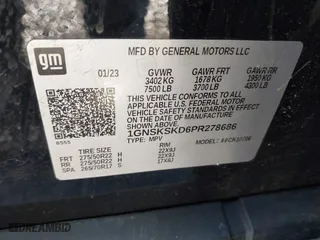 gm
MFD BY GENERAL MOTORS LLC
01/23 GVWR GAWR FRT GAWR RR
3402 KG 1678 KG 1950 KG
7500 LB 3700 LB 4300 LB
THIS VEHICLE CONFORMS TO ALL APPLICABLE
U.S. FEDERAL MOTOR VEHICLE SAFETY
STANDARDS IN EFFECT ON THE DATE OF
MANUFACTURE SHOWN ABOVE.
1GNSKSKD6PR278686
TYPE: MPV MODEL:
TIRE SIZE RIM
FRT 275/50R22 H 22X9J
RR 275/50R22 H 22X9J
SPA 265/70R17 S 17X8J